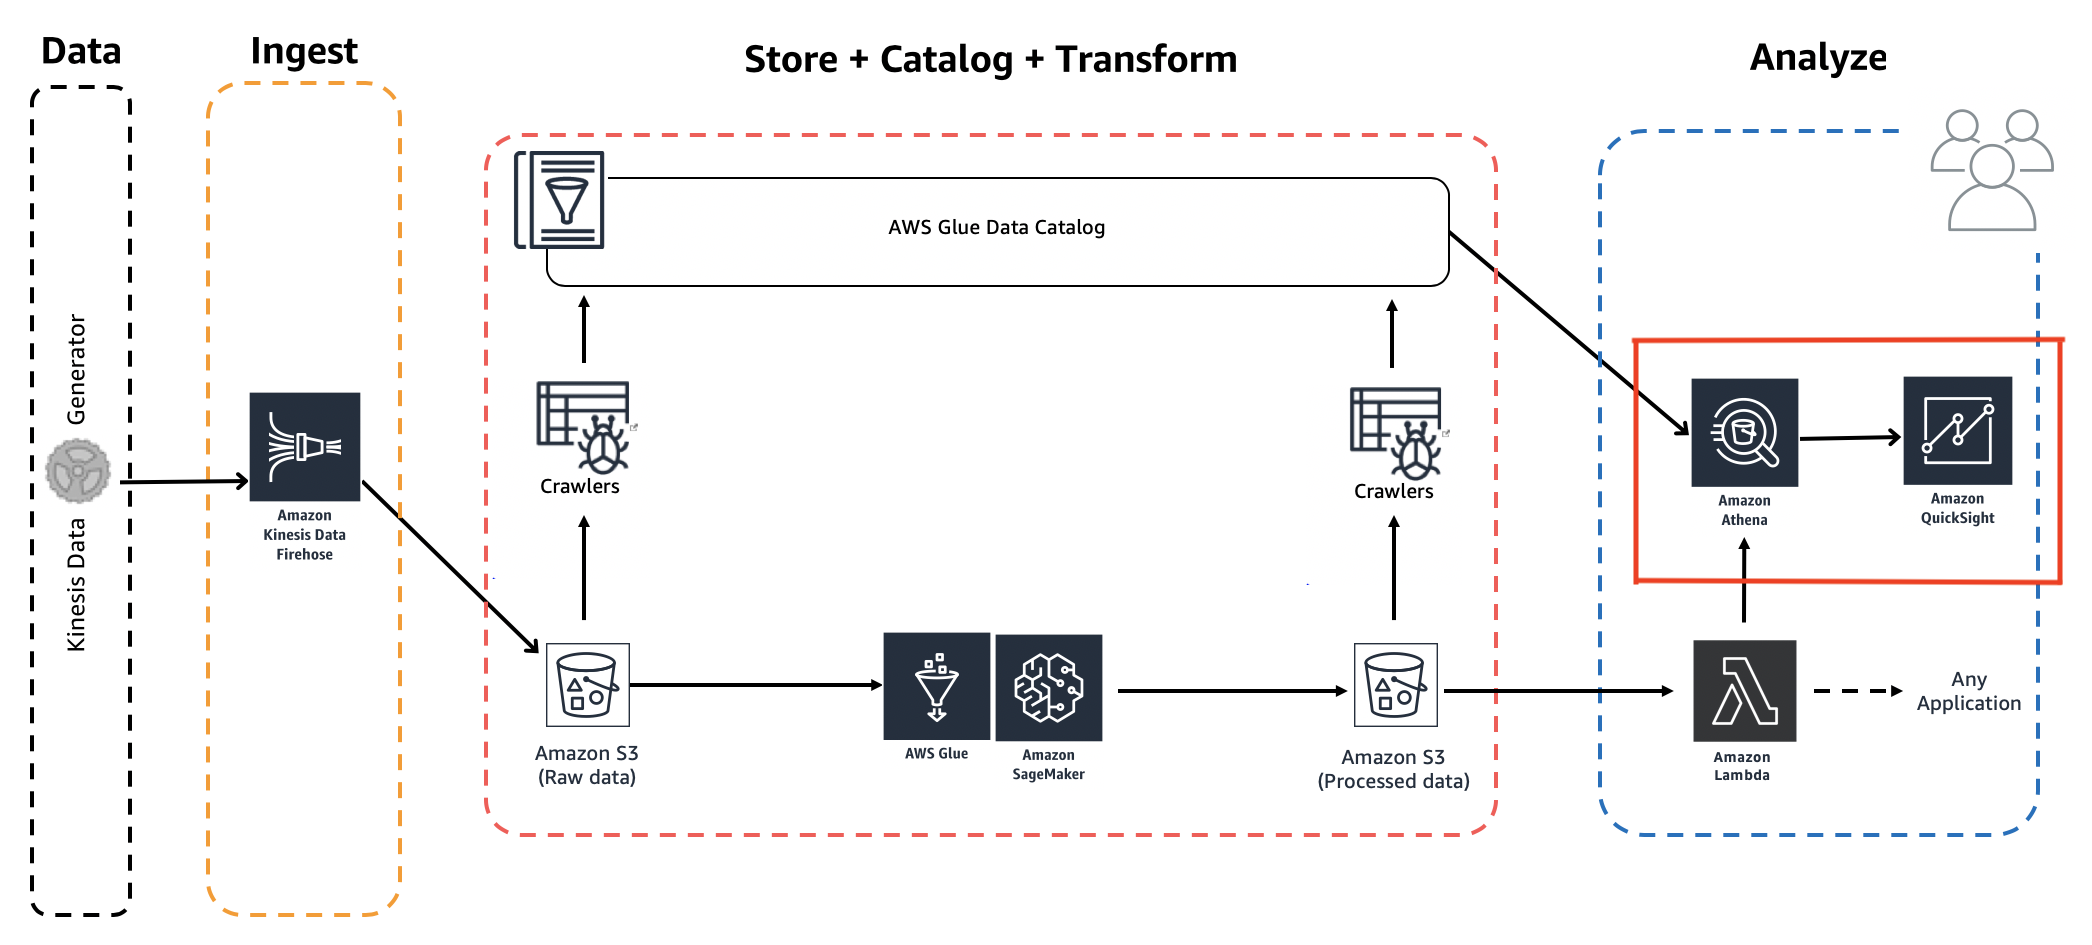 Data
Ingest
Store + Catalog + Transform
Analyze
Kinesis Data Generator
Amazon
Kinesis Data
Firehose
AWS Glue Data Catalog
Crawlers
Crawlers
Amazon S3
(Raw data)
AWS Glue
Amazon
SageMaker
Amazon S3
(Processed data)
Amazon
Athena
Amazon
QuickSight
Amazon
Lambda
Any
Application